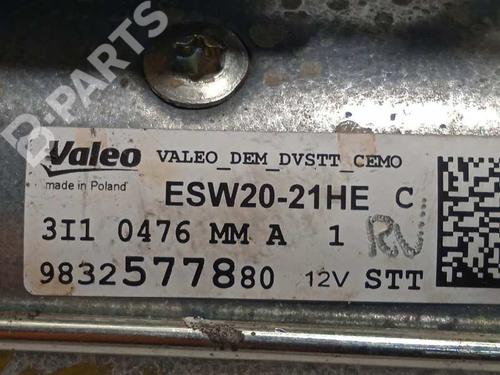 B-PARTS
Valeo VALEO_DEM_DVSTT_CEMO
made in Poland
ESW20-21HE C
3I1 0476 MM A 1
9832577880 12V STT